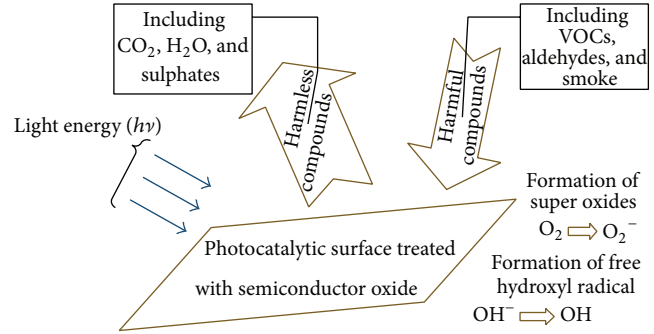 Including
CO₂, H₂O, and
sulphates
Including
VOCs,
aldehydes, and
smoke
Harmless
compounds
Harmful
compounds
Light energy (hν)
Formation of
super oxides
O₂ ⇨ O₂⁻
Photocatalytic surface treated
with semiconductor oxide
Formation of free
hydroxyl radical
OH⁻ ⇨ OH